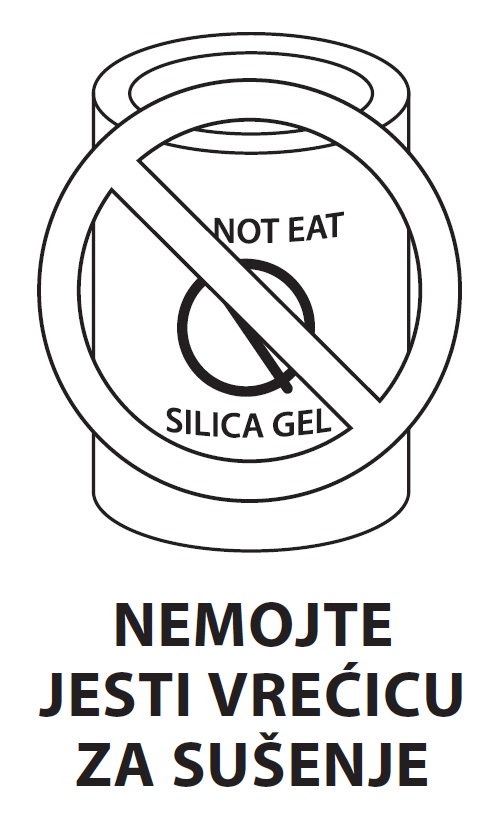 NOT EAT
SILICA GEL
NEMOJTE
JESTI VREĆICU
ZA SUŠENJE